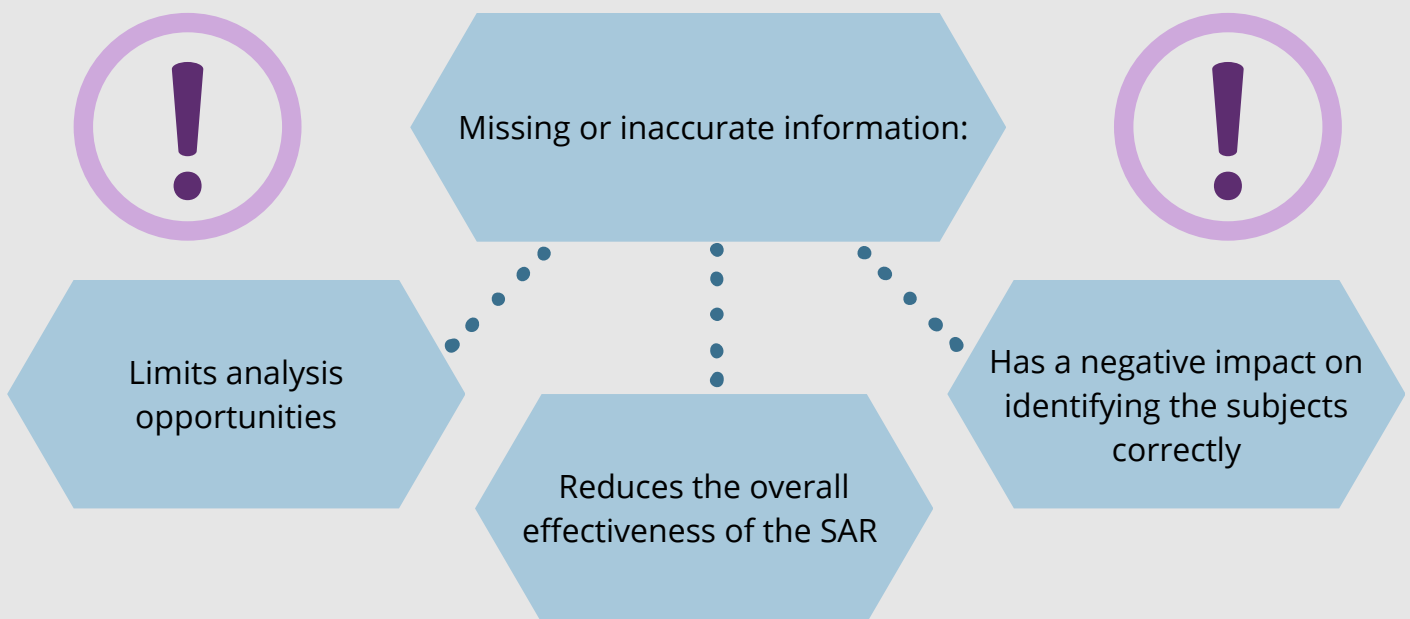 Missing or inaccurate information:
Limits analysis
opportunities
Reduces the overall
effectiveness of the SAR
Has a negative impact on
identifying the subjects
correctly